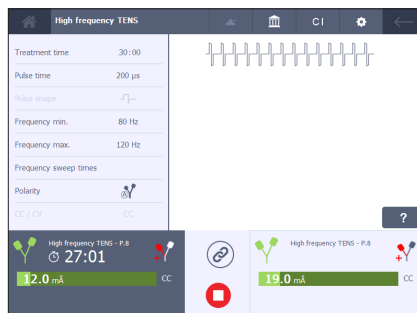 High frequency TENS
CI
Treatment time 30:00
Pulse time 200 µs
Pulse shape
Frequency min. 80 Hz
Frequency max. 120 Hz
Frequency sweep times
Polarity
CC / CV CC
?
High frequency TENS - P.8
27:01
12.0 mA CC
High frequency TENS - P.8
19.0 mA CC